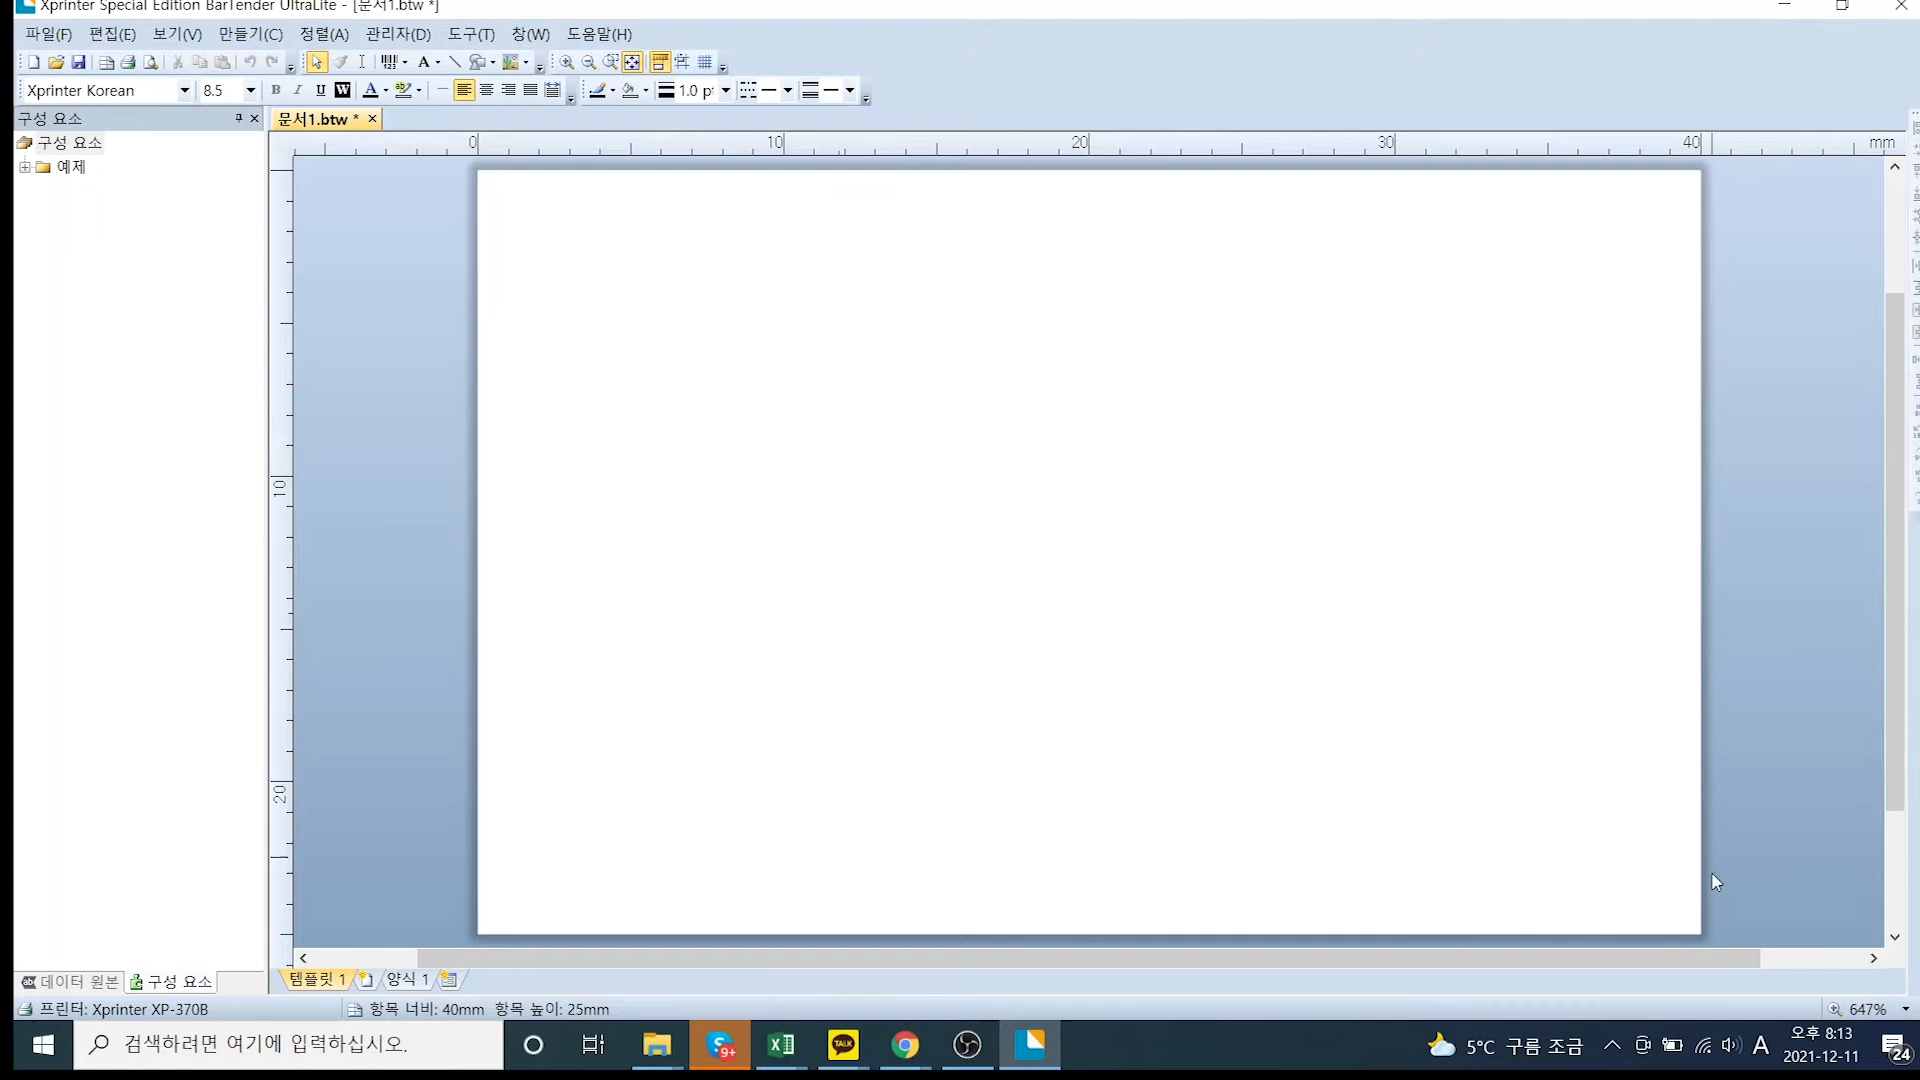 Xprinter Special Edition BarTender UltraLite - [문서1.btw *]
파일(F) 편집(E) 보기(V) 만들기(C) 정렬(A) 관리자(D) 도구(T) 창(W) 도움말(H)
Xprinter Korean 8.5 B I U W A ab 1.0 pt
구성 요소
문서1.btw *
0 10 20 30 40 mm
구성 요소
예제
10
20
데이터 원본 구성 요소 템플릿 1 양식 1
프린터: Xprinter XP-370B 항목 너비: 40mm 항목 높이: 25mm 647%
검색하려면 여기에 입력하십시오. 9+ TALK 5°C 구름 조금 A 오후 8:13
2021-12-11 24